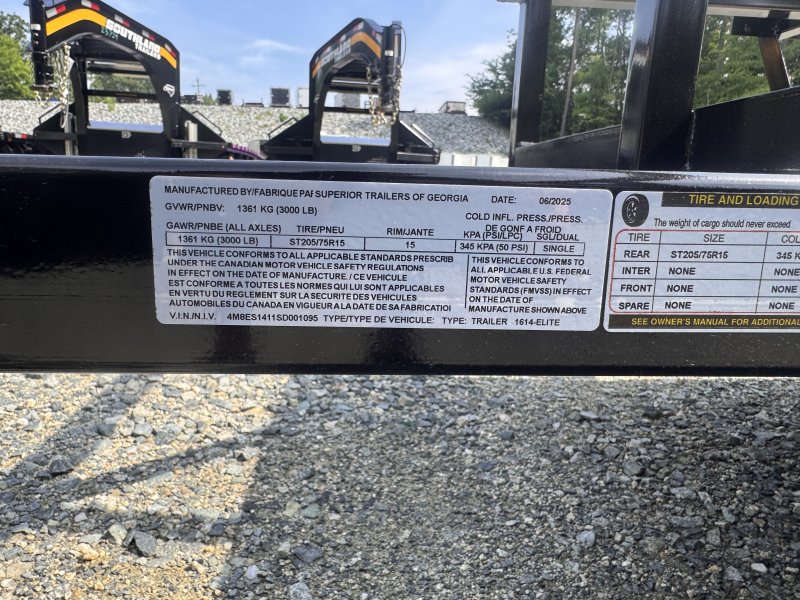 SOUTHLAND
TRAILERS
MANUFACTURED BY/FABRIQUE PAR SUPERIOR TRAILERS OF GEORGIA DATE: 06/2025
GVWR/PNBV: 1361 KG (3000 LB)
COLD INFL. PRESS./PRESS. DE GONF A FROID
GAWR/PNBE (ALL AXLES) TIRE/PNEU RIM/JANTE KPA (PSI/LPC) SGL/DUAL
1361 KG (3000 LB) ST205/75R15 15 345 KPA (50 PSI) SINGLE
THIS VEHICLE CONFORMS TO ALL APPLICABLE STANDARDS PRESCRIB
UNDER THE CANADIAN MOTOR VEHICLE SAFETY REGULATIONS
IN EFFECT ON THE DATE OF MANUFACTURE. / CE VÉHICULE
EST CONFORME A TOUTES LES NORMES QUI LUI SONT APPLICABLES
EN VERTU DU REGLEMENT SUR LA SECURITE DES VEHICULES
AUTOMOBILES DU CANADA EN VIGUEUR A LA DATE DE SA FABRICATIOI
THIS VEHICLE CONFORMS TO
ALL APPLICABLE U.S. FEDERAL
MOTOR VEHICLE SAFETY
STANDARDS (FMVSS) IN EFFECT
ON THE DATE OF
MANUFACTURE SHOWN ABOVE
V.I.N./N.I.V. 4M8ES1411SD001095 TYPE/TYPE DE VEHICULE: TYPE: TRAILER 1614-ELITE
TIRE AND LOADING
The weight of cargo should never exceed
TIRE SIZE COL
REAR ST205/75R15 345 K
INTER NONE NONE
FRONT NONE NONE
SPARE NONE NONE
SEE OWNER'S MANUAL FOR ADDITIONAL